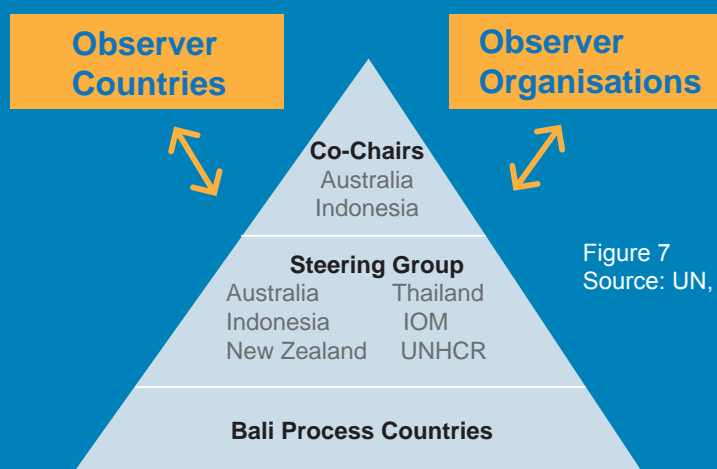 Observer
Countries
Observer
Organisations
Co-Chairs
Australia
Indonesia
Steering Group
Australia Thailand
Indonesia IOM
New Zealand UNHCR
Bali Process Countries
Figure 7
Source: UN,